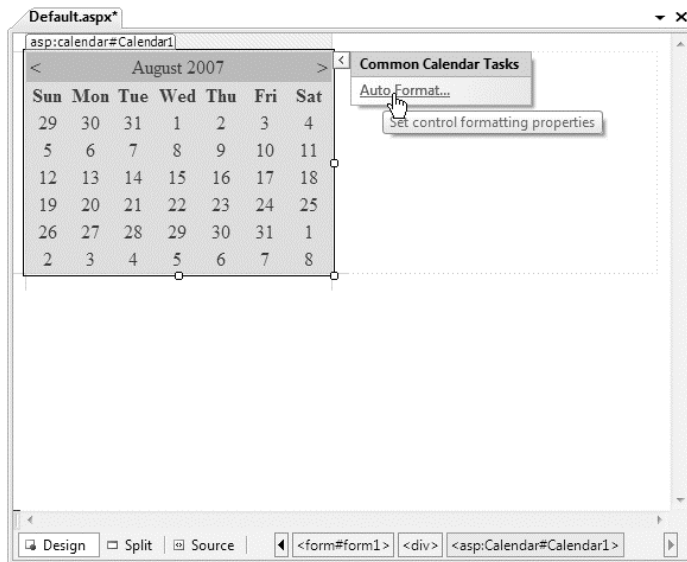 Default.aspx*
asp:calendar#Calendar1
< August 2007 >
Sun Mon Tue Wed Thu Fri Sat
29 30 31 1 2 3 4
5 6 7 8 9 10 11
12 13 14 15 16 17 18
19 20 21 22 23 24 25
26 27 28 29 30 31 1
2 3 4 5 6 7 8
Common Calendar Tasks
Auto Format...
Set control formatting properties
Design Split Source <form#form1> <div> <asp:Calendar#Calendar1>